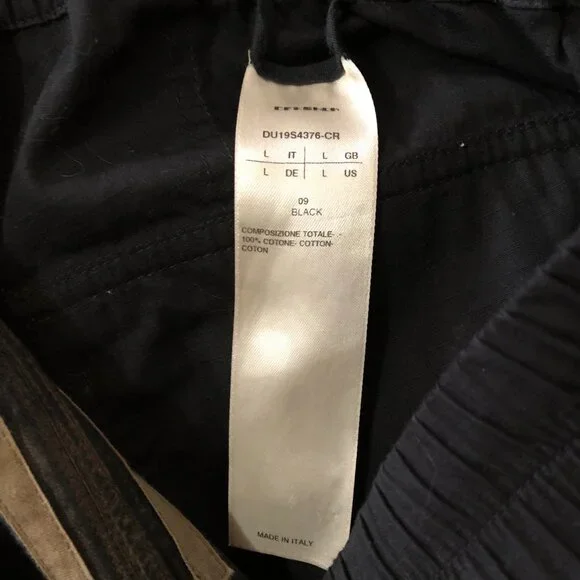 DU19S4376-CR
L IT L GB
L DE L US
09
BLACK
COMPOSIZIONE TOTALE-
100% COTONE- COTTON-
COTON
MADE IN ITALY